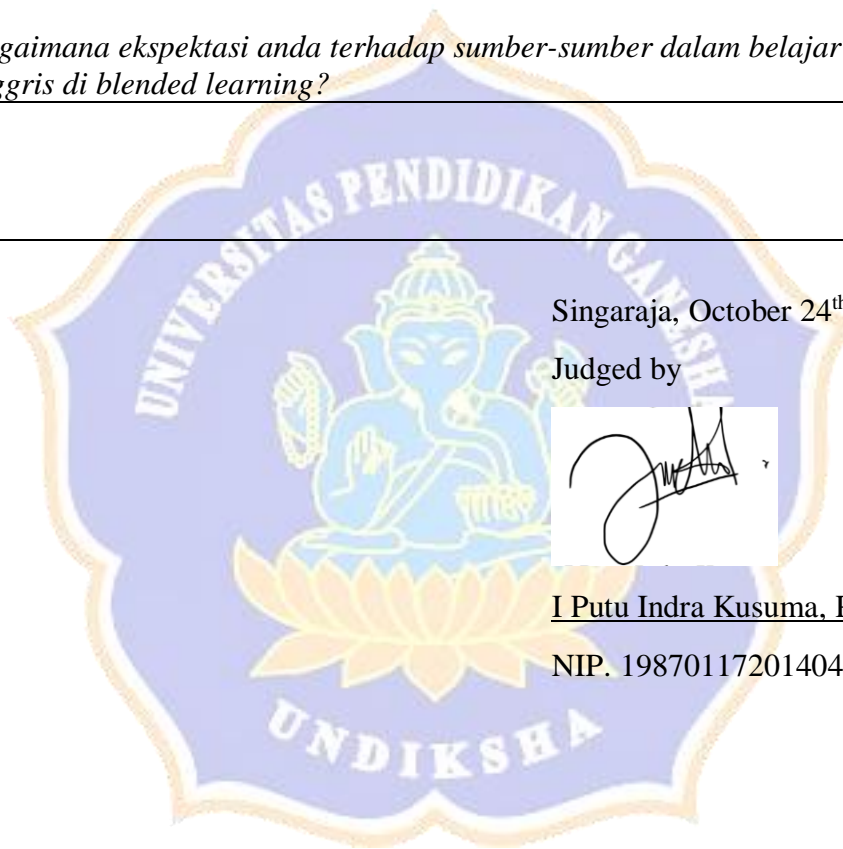 gaimana ekspektasi anda terhadap sumber-sumber dalam belajar
ggris di blended learning?
UNIVERSITAS PENDIDIKAN GANESHA
Singaraja, October 24th
Judged by
I Putu Indra Kusuma,
NIP. 19870117201404
UNDIKSHA